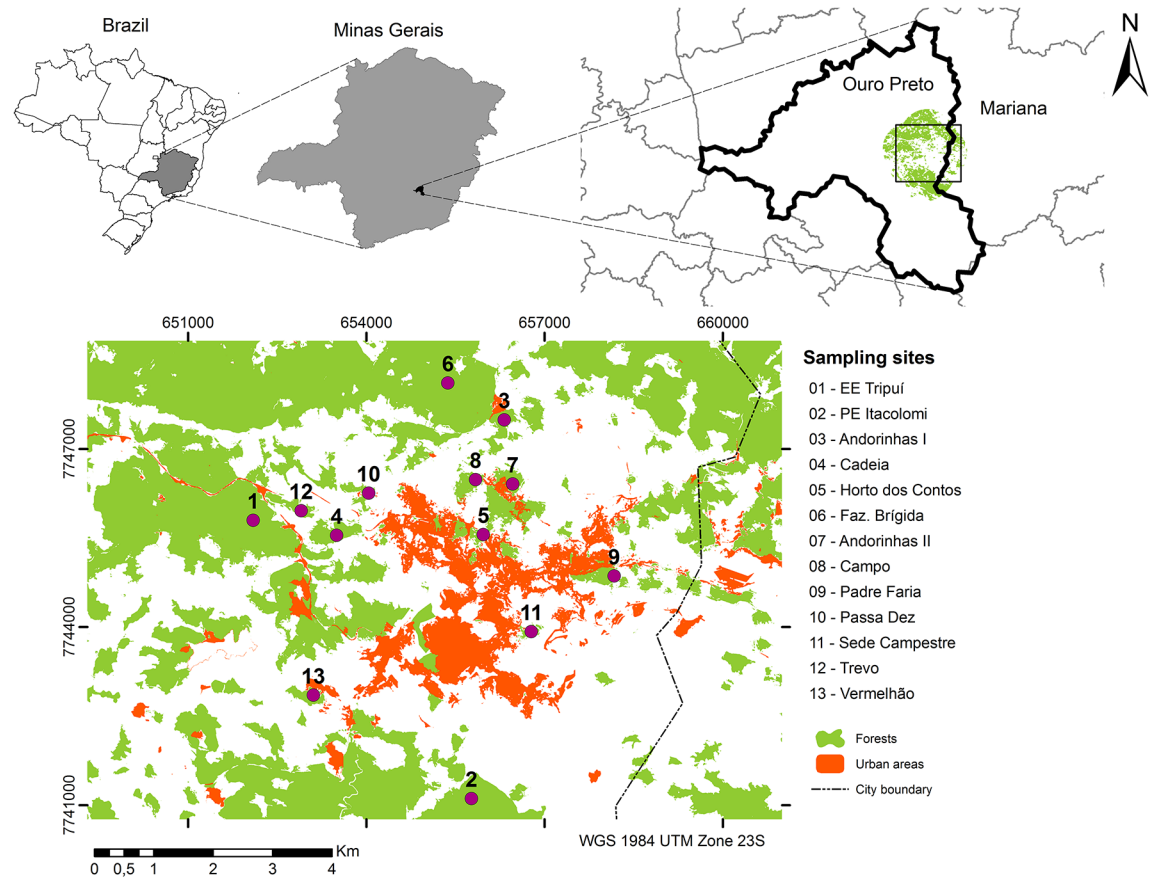 Brazil
Minas Gerais
N
Ouro Preto
Mariana
651000 654000 657000 660000
7747000
7744000
7741000
6
3
8
7
10
12
1
4
5
9
11
13
2
WGS 1984 UTM Zone 23S
Km
0 0,5 1 2 3 4
Sampling sites
01 - EE Tripuí
02 - PE Itacolomi
03 - Andorinhas I
04 - Cadeia
05 - Horto dos Contos
06 - Faz. Brígida
07 - Andorinhas II
08 - Campo
09 - Padre Faria
10 - Passa Dez
11 - Sede Campestre
12 - Trevo
13 - Vermelhão
Forests
Urban areas
City boundary